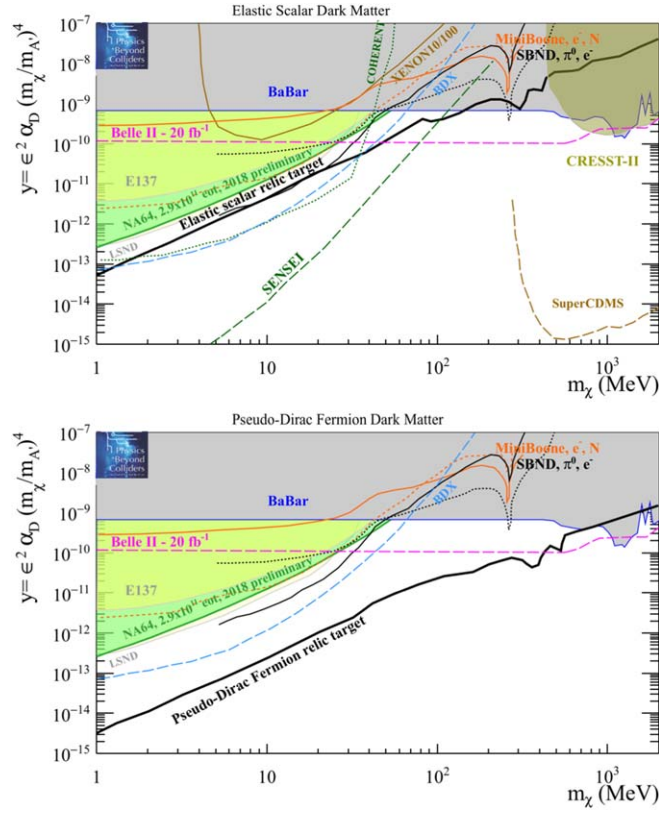 Elastic Scalar Dark Matter
10⁻⁷
Physics
Beyond
Colliders
COHERENT
XENON10/100
BDX
MiniBoone, e⁻, N
SBND, π⁰, e⁻
10⁻⁸
BaBar
10⁻⁹
Belle II - 20 fb⁻¹
10⁻¹⁰
CRESST-II
E137
NA64, 2.9x10¹¹ eot, 2018 preliminary
Elastic scalar relic target
10⁻¹¹
10⁻¹²
LSND
10⁻¹³
SENSEI
10⁻¹⁴
SuperCDMS
10⁻¹⁵
y= ϵ² α_D (m_χ/m_A')⁴
1
10
10²
10³
m_χ (MeV)
Pseudo-Dirac Fermion Dark Matter
10⁻⁷
Physics
Beyond
Colliders
MiniBoone, e⁻, N
SBND, π⁰, e⁻
BDX
10⁻⁸
BaBar
10⁻⁹
Belle II - 20 fb⁻¹
10⁻¹⁰
E137
NA64, 2.9x10¹¹ eot, 2018 preliminary
10⁻¹¹
10⁻¹²
LSND
10⁻¹³
Pseudo-Dirac Fermion relic target
10⁻¹⁴
10⁻¹⁵
y= ϵ² α_D (m_χ/m_A')⁴
1
10
10²
10³
m_χ (MeV)